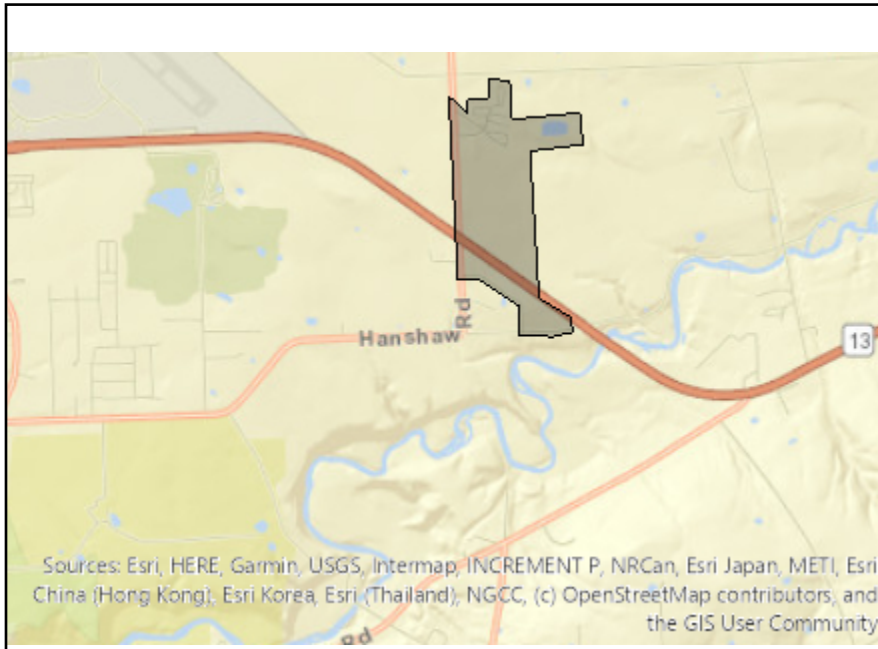 Hanshaw Rd
13
Sources: Esri, HERE, Garmin, USGS, Intermap, INCREMENT P, NRCan, Esri Japan, METI, Esri
China (Hong Kong), Esri Korea, Esri (Thailand), NGCC, (c) OpenStreetMap contributors, and
the GIS User Community
Rd